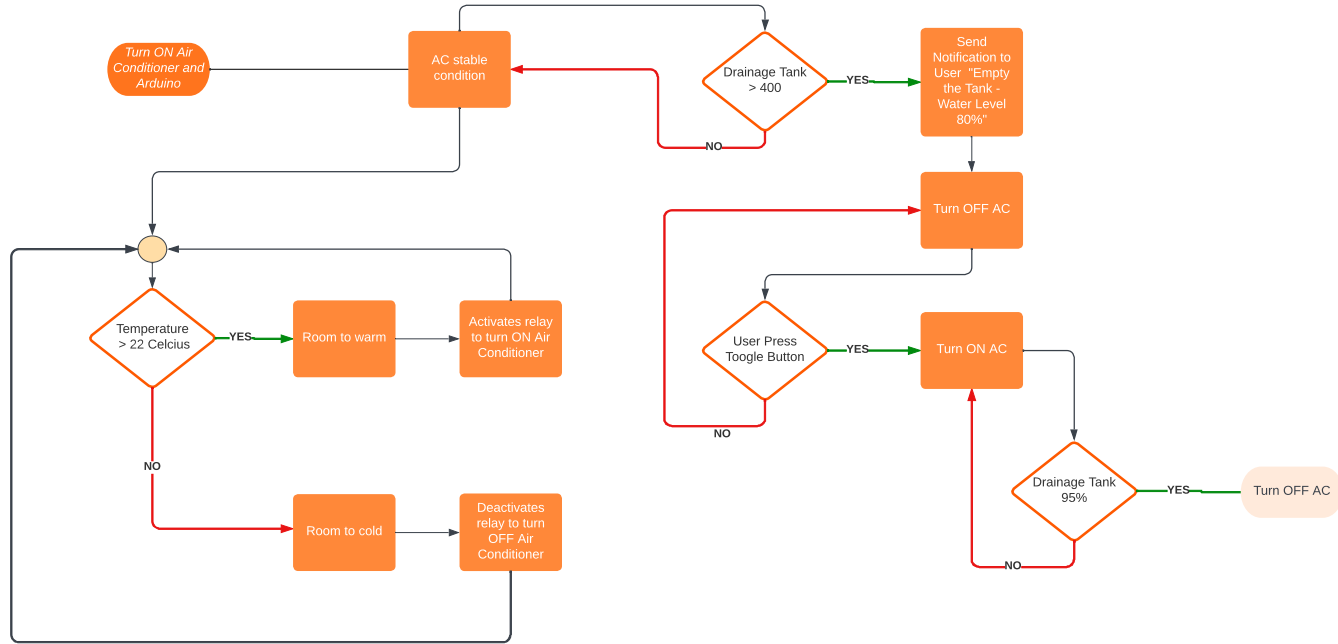 Turn ON Air
Conditioner and
Arduino
AC stable
condition
Drainage Tank
> 400
YES
NO
Send
Notification to
User "Empty
the Tank -
Water Level
80%"
Turn OFF AC
Temperature
> 22 Celcius
YES
Room to warm
Activates relay
to turn ON Air
Conditioner
NO
Room to cold
Deactivates
relay to turn
OFF Air
Conditioner
User Press
Toogle Button
YES
NO
Turn ON AC
Drainage Tank
95%
YES
NO
Turn OFF AC